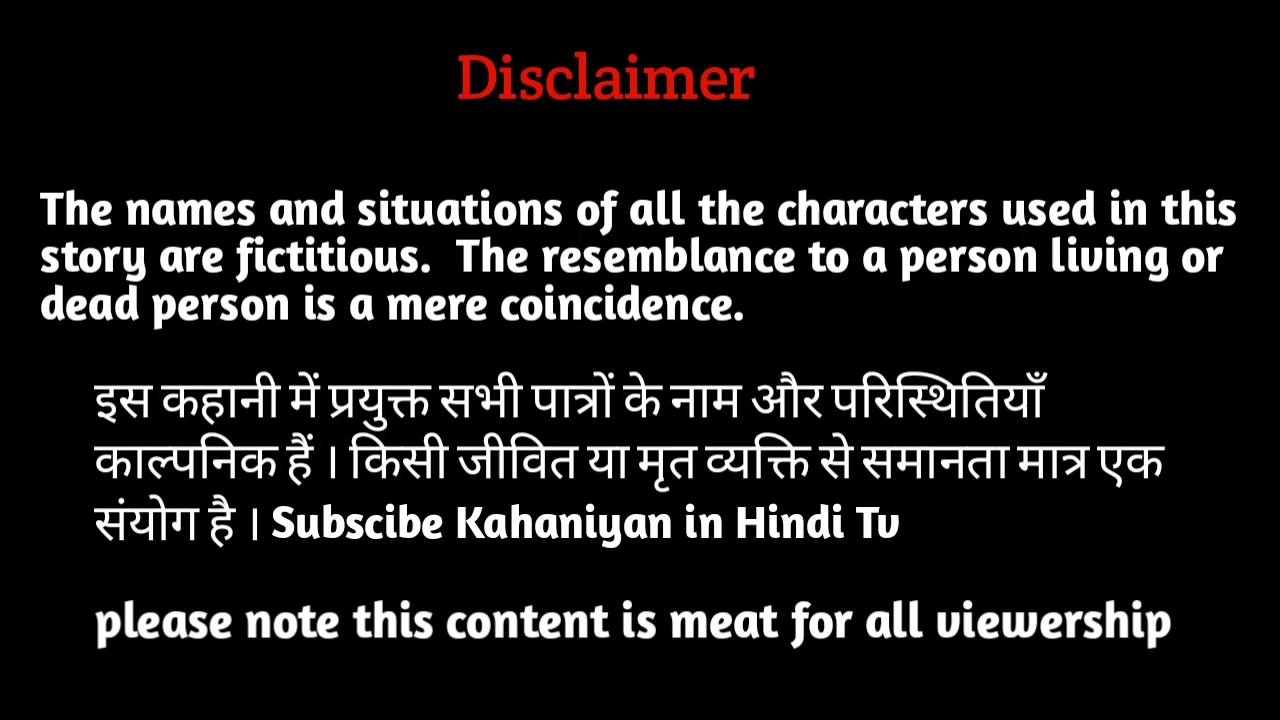 Disclaimer
The names and situations of all the characters used in this
story are fictitious.  The resemblance to a person living or
dead person is a mere coincidence.
इस कहानी में प्रयुक्त सभी पात्रों के नाम और परिस्थितियाँ
काल्पनिक हैं । किसी जीवित या मृत व्यक्ति से समानता मात्र एक
संयोग है । Subscibe Kahaniyan in Hindi Tv
please note this content is meat for all viewership